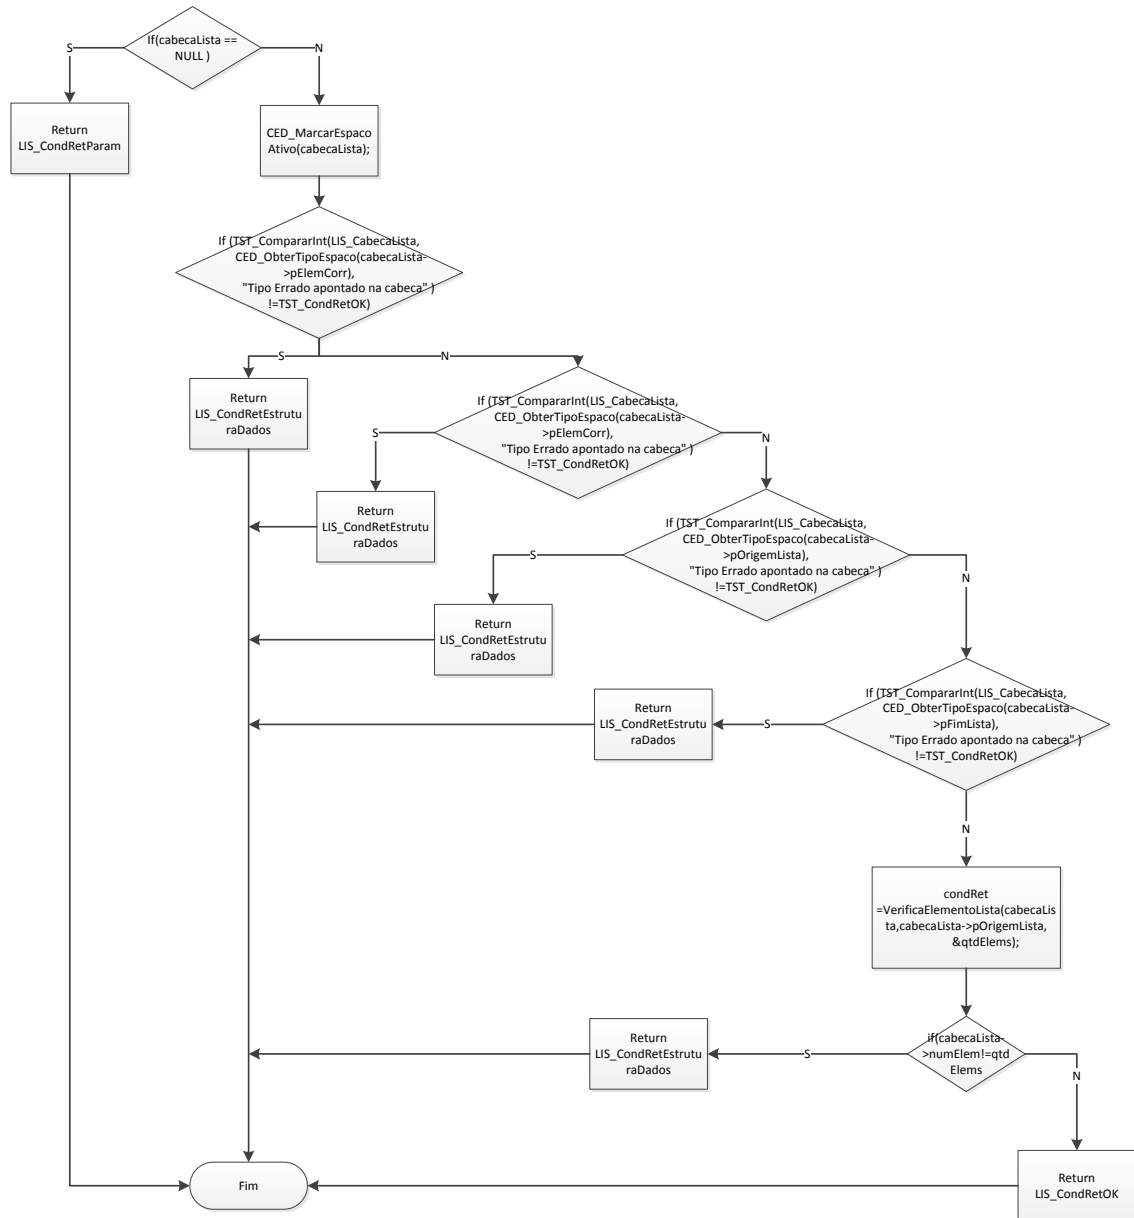 If(cabecaLista ==
NULL )
S
N
Return
LIS_CondRetParam
CED_MarcarEspaco
Ativo(cabecaLista);
If (TST_CompararInt(LIS_CabecaLista,
CED_ObterTipoEspaco(cabecaLista-
>pElemCorr),
"Tipo Errado apontado na cabeca" )
!=TST_CondRetOK)
S
N
Return
LIS_CondRetEstrutu
raDados
If (TST_CompararInt(LIS_CabecaLista,
CED_ObterTipoEspaco(cabecaLista-
>pElemCorr),
"Tipo Errado apontado na cabeca" )
!=TST_CondRetOK)
S
N
Return
LIS_CondRetEstrutu
raDados
If (TST_CompararInt(LIS_CabecaLista,
CED_ObterTipoEspaco(cabecaLista-
>pOrigemLista),
"Tipo Errado apontado na cabeca" )
!=TST_CondRetOK)
S
N
Return
LIS_CondRetEstrutu
raDados
If (TST_CompararInt(LIS_CabecaLista,
CED_ObterTipoEspaco(cabecaLista-
>pFimLista),
"Tipo Errado apontado na cabeca" )
!=TST_CondRetOK)
S
Return
LIS_CondRetEstrutu
raDados
N
condRet
=VerificaElementoLista(cabecaLis
ta,cabecaLista->pOrigemLista,
&qtdElems);
if(cabecaLista-
>numElem!=qtd
Elems
S
Return
LIS_CondRetEstrutu
raDados
N
Return
LIS_CondRetOK
Fim